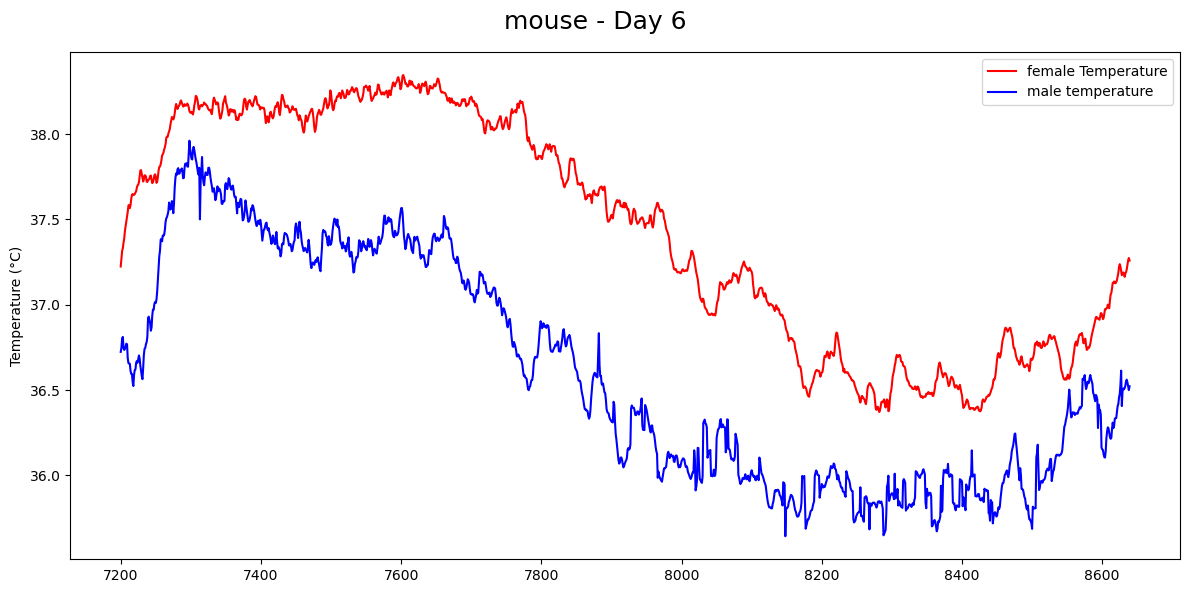 mouse - Day 6
female Temperature
male temperature
Temperature (°C)
38.0
37.5
37.0
36.5
36.0
7200 7400 7600 7800 8000 8200 8400 8600